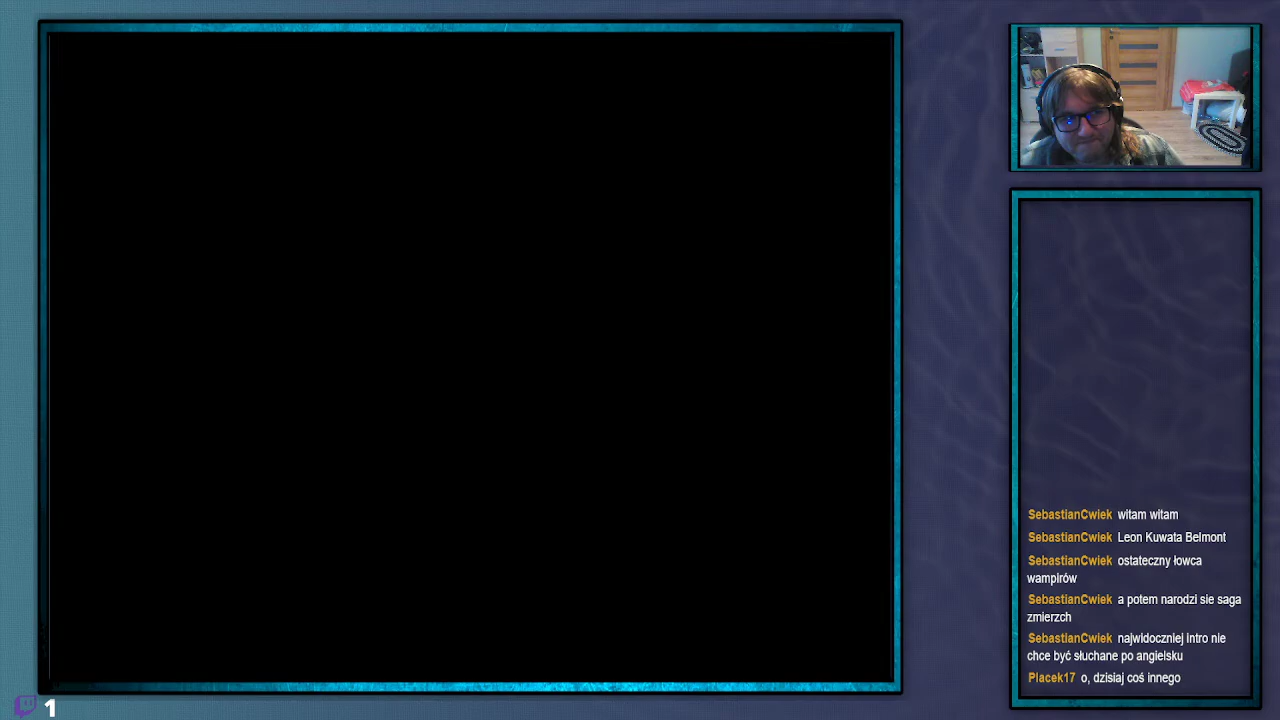 SebastianCwiek witam witam
SebastianCwiek Leon Kuwata Belmont
SebastianCwiek ostateczny łowca
wampirów
SebastianCwiek a potem narodzi sie saga
zmierzch
SebastianCwiek najwidoczniej intro nie
chce być słuchane po angielsku
Placek17 o, dzisiaj coś innego
1